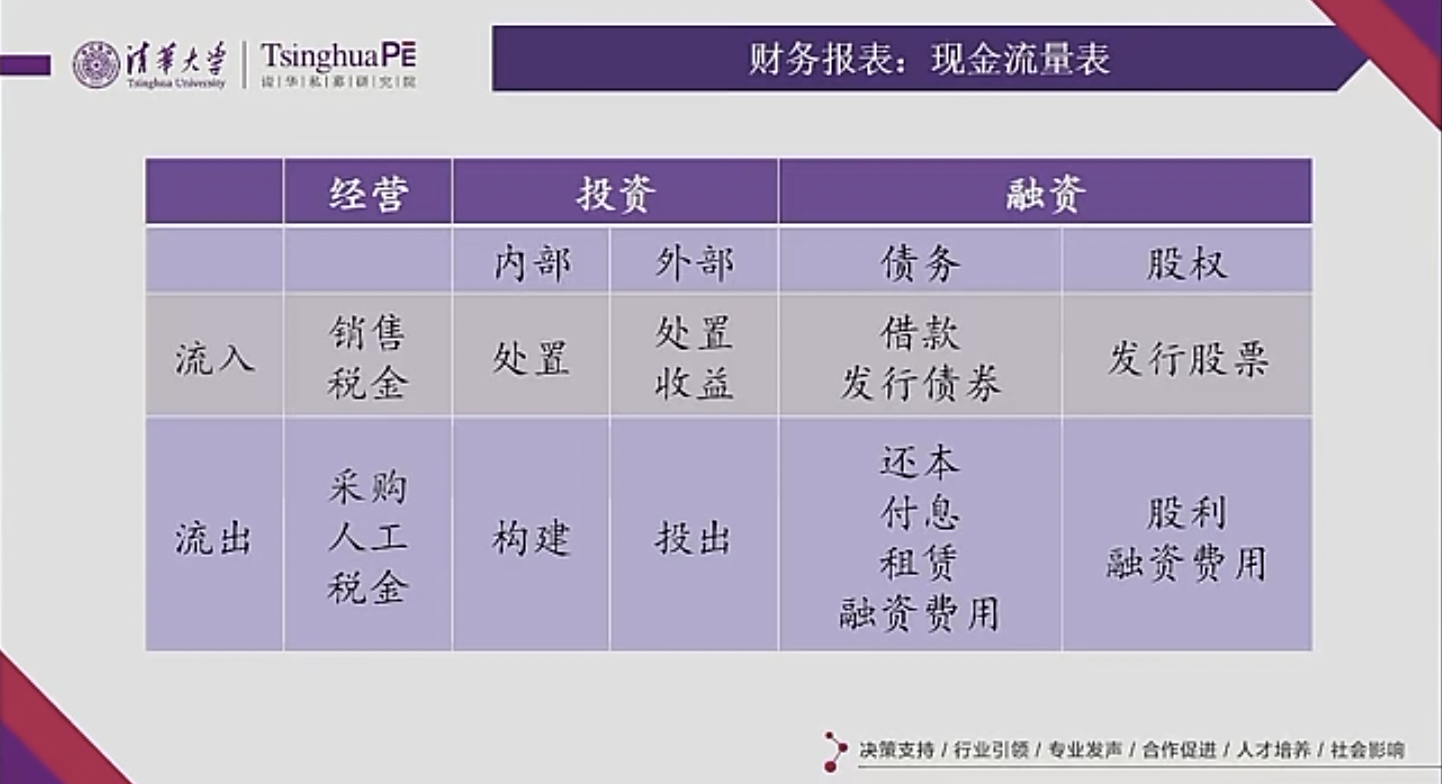 清华大学
Tsinghua University
TsinghuaPE
清|华|私|募|研|究|院
财务报表：现金流量表
经营 投资 融资
内部 外部 债务 股权
流入
销售
税金
处置
处置
收益
借款
发行债券
发行股票
流出
采购
人工
税金
构建
投出
还本
付息
租赁
融资费用
股利
融资费用
决策支持 / 行业引领 / 专业发声 / 合作促进 / 人才培养 / 社会影响